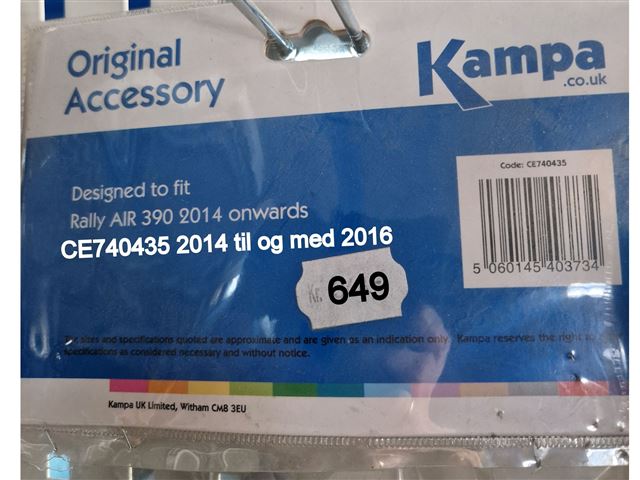 Original
Accessory
Kampa
.co.uk
Code: CE740435
5 060145 403734
Designed to fit
Rally AIR 390 2014 onwards
CE740435 2014 til og med 2016
Kr. 649
The sizes and specifications quoted are approximate and are given as an indication only. Kampa reserves the right to
specifications as considered necessary and without notice.
Kampa UK Limited, Witham CM8 3EU